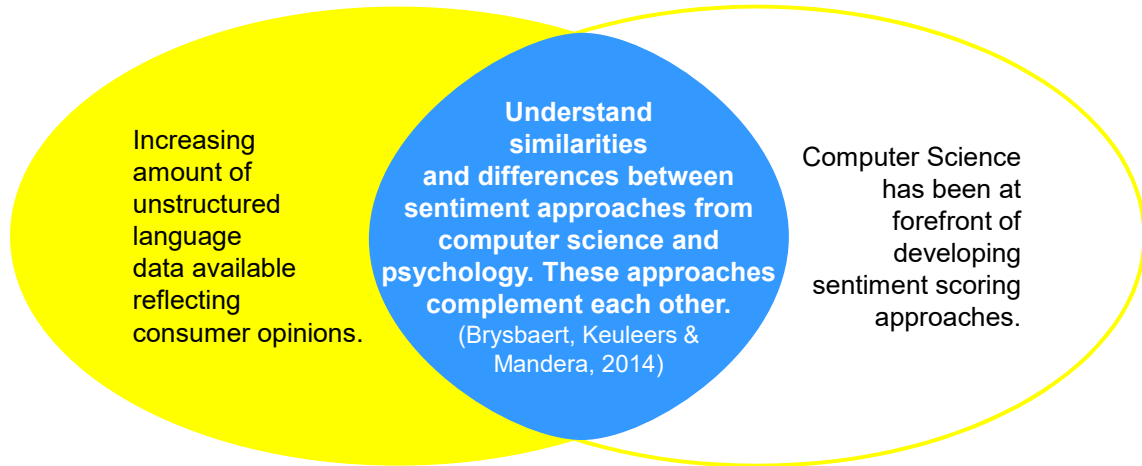 Increasing
amount of
unstructured
language
data available
reflecting
consumer opinions.
Understand
similarities
and differences between
sentiment approaches from
computer science and
psychology. These approaches
complement each other.
(Brysbaert, Keuleers &
Mandera, 2014)
Computer Science
has been at
forefront of
developing
sentiment scoring
approaches.